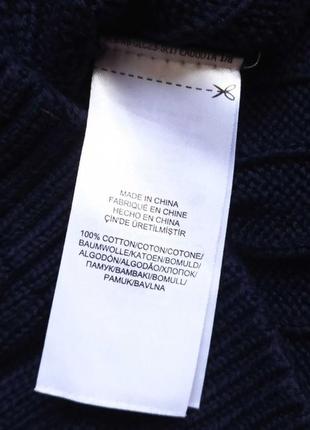 MADE IN CHINA
FABRIQUÉ EN CHINE
HECHO EN CHINA
ÇİN'DE ÜRETİLMİŞTİR
100% COTTON/COTON/COTONE/
BAUMWOLLE/KATOEN/BOMULD/
ALGODÓN/ALGODÃO/ХЛОПОК/
ПАМУК/ΒΑΜΒΑΚΙ/BOMULL/
PAMUK/BAVLNA